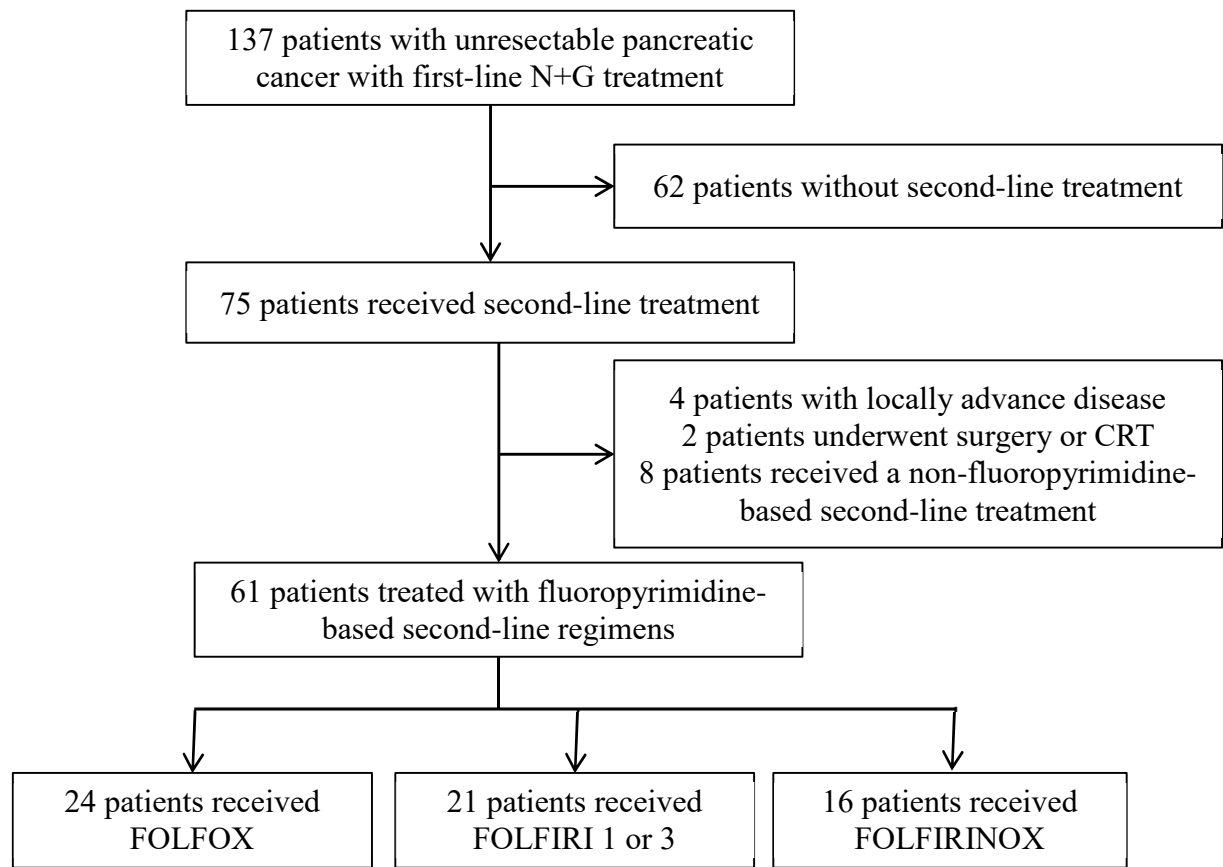 137 patients with unresectable pancreatic
cancer with first-line N+G treatment
62 patients without second-line treatment
75 patients received second-line treatment
4 patients with locally advance disease
2 patients underwent surgery or CRT
8 patients received a non-fluoropyrimidine-
based second-line treatment
61 patients treated with fluoropyrimidine-
based second-line regimens
24 patients received
FOLFOX
21 patients received
FOLFIRI 1 or 3
16 patients received
FOLFIRINOX